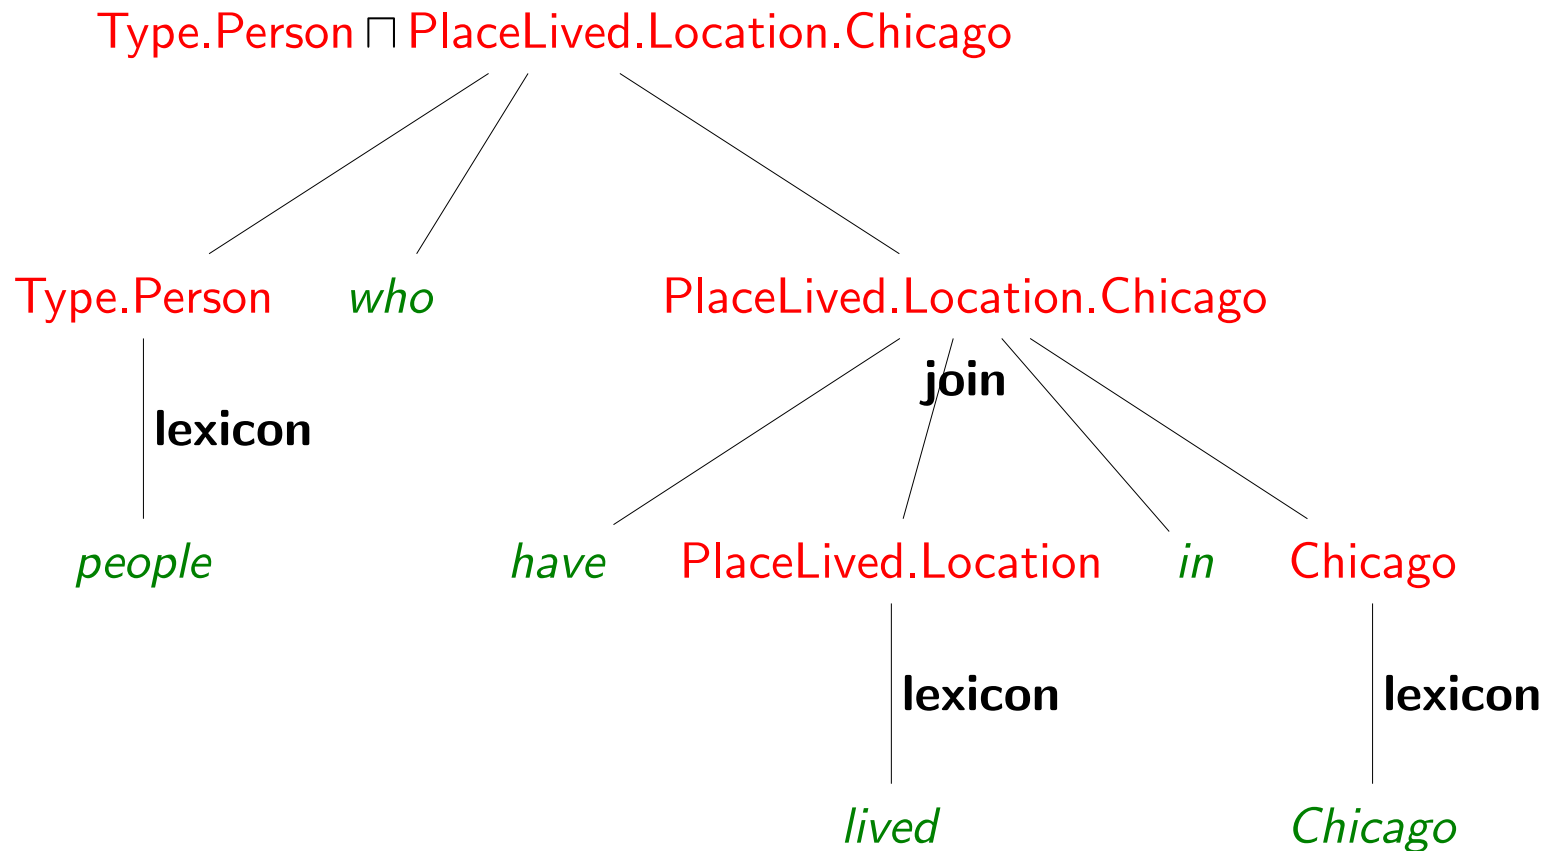 Type.Person ⊓ PlaceLived.Location.Chicago
Type.Person who PlaceLived.Location.Chicago
join
lexicon
people have PlaceLived.Location in Chicago
lexicon lexicon
lived Chicago